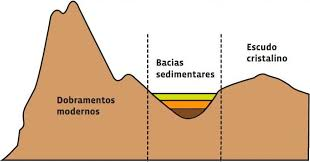 Dobramentos
modernos
Bacias
sedimentares
Escudo
cristalino